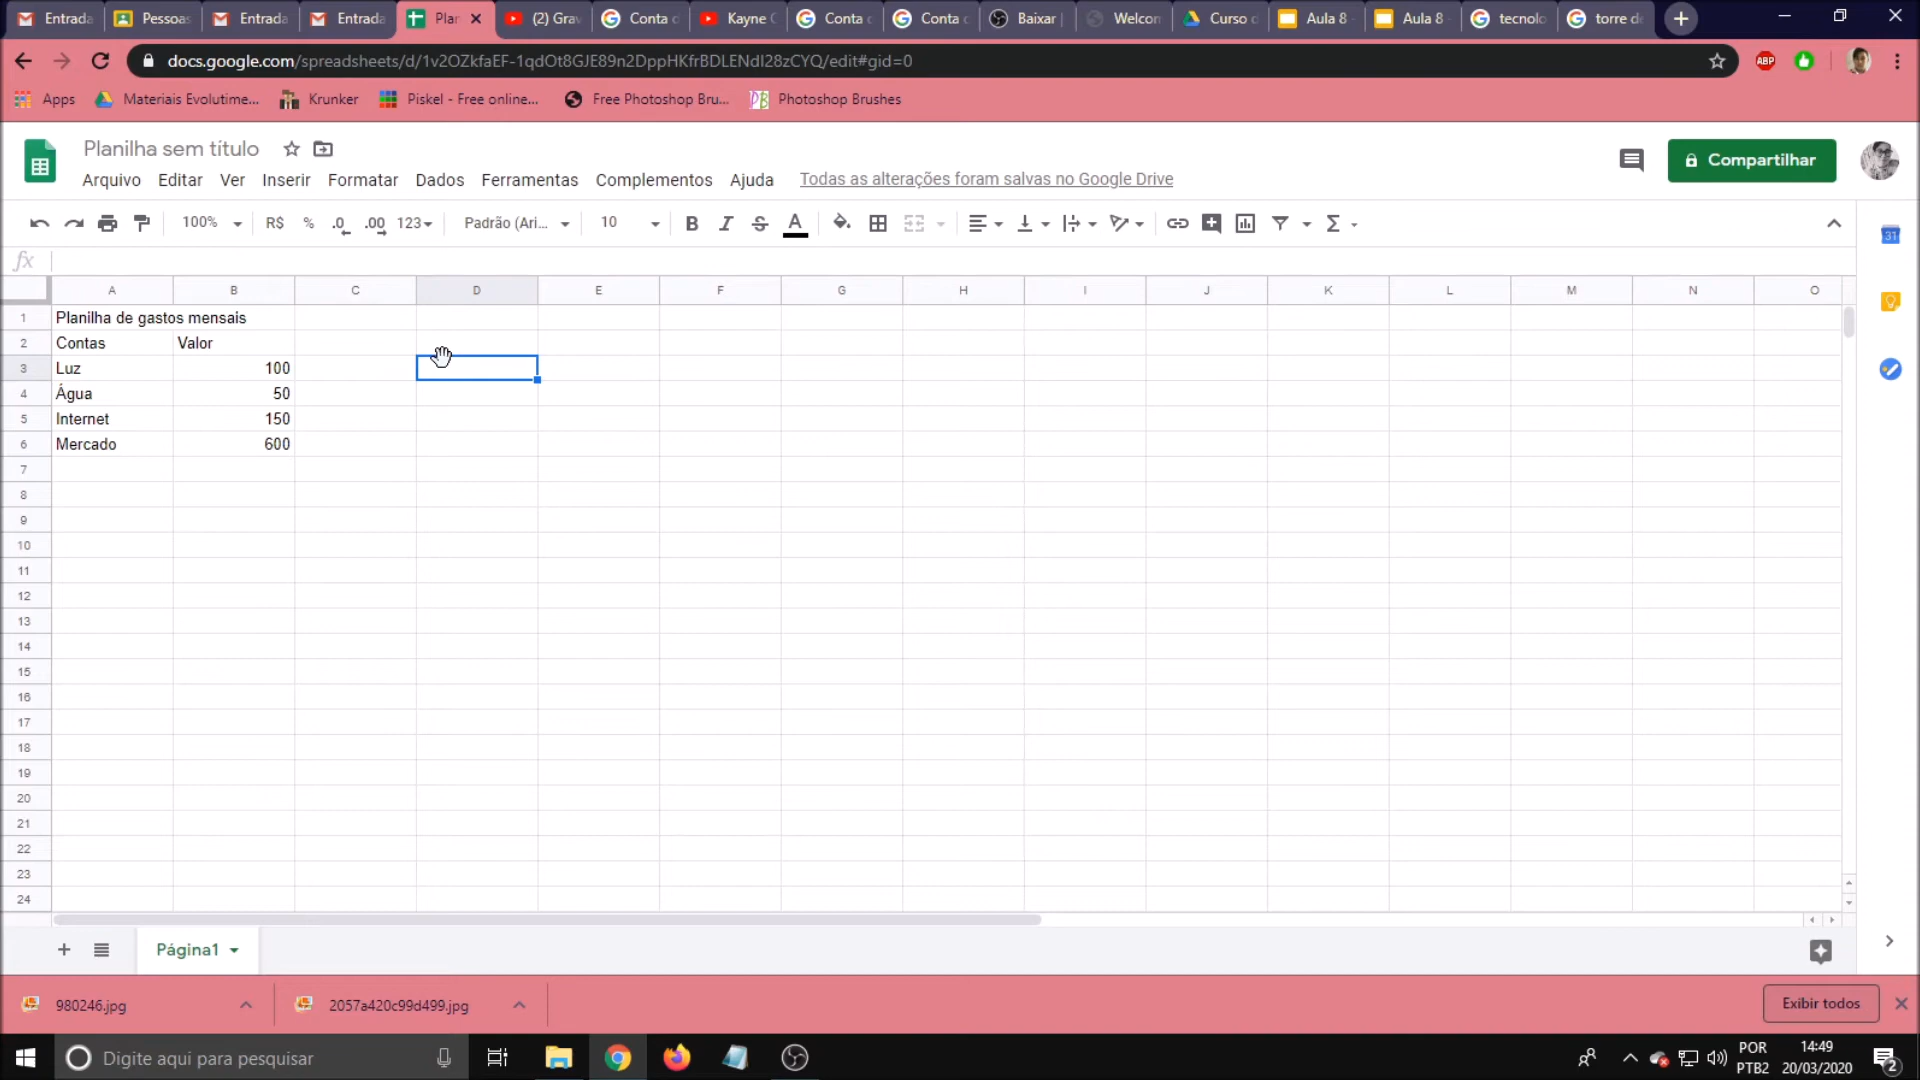 Entrada Pessoas Entrada Entrada Plan (2) Grav Conta d Kayne C Conta c Conta c Baixar Welcon Curso d Aula 8 - Aula 8 - tecnolo torre de
docs.google.com/spreadsheets/d/1v2OZkfaEF-1qdOt8GJE89n2DppHKfrBDLENdI28zCYQ/edit#gid=0
ABP
Apps Materiais Evolutime... Krunker Piskel - Free online... Free Photoshop Bru... Photoshop Brushes
Planilha sem título
Compartilhar
Arquivo Editar Ver Inserir Formatar Dados Ferramentas Complementos Ajuda Todas as alterações foram salvas no Google Drive
100% R$ % .0 .00 123 Padrão (Ari... 10 B I S A Σ
31
fx
A B C D E F G H I J K L M N O
1 Planilha de gastos mensais
2 Contas Valor
3 Luz 100
4 Água 50
5 Internet 150
6 Mercado 600
7
8
9
10
11
12
13
14
15
16
17
18
19
20
21
22
23
24
+ Página1
980246.jpg 2057a420c99d499.jpg Exibir todos
Digite aqui para pesquisar
POR 14:49
PTB2 20/03/2020 2